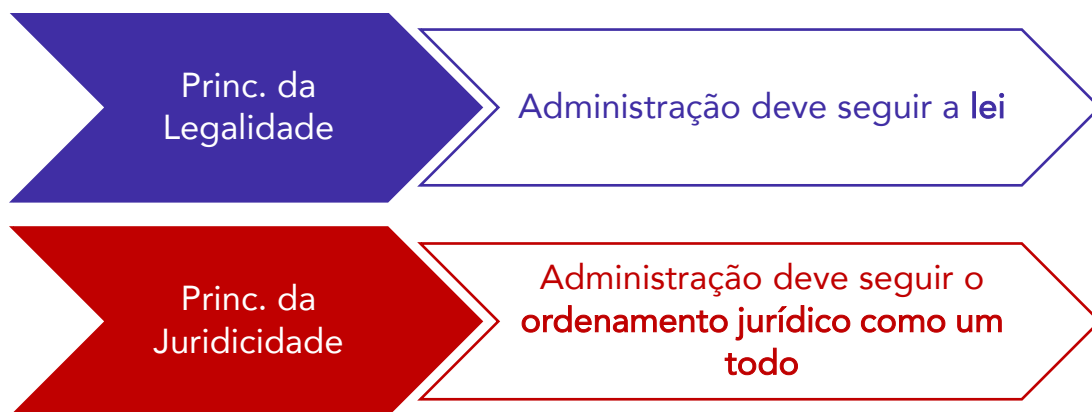 Princ. da
Legalidade
Administração deve seguir a lei
Princ. da
Juridicidade
Administração deve seguir o
ordenamento jurídico como um
todo